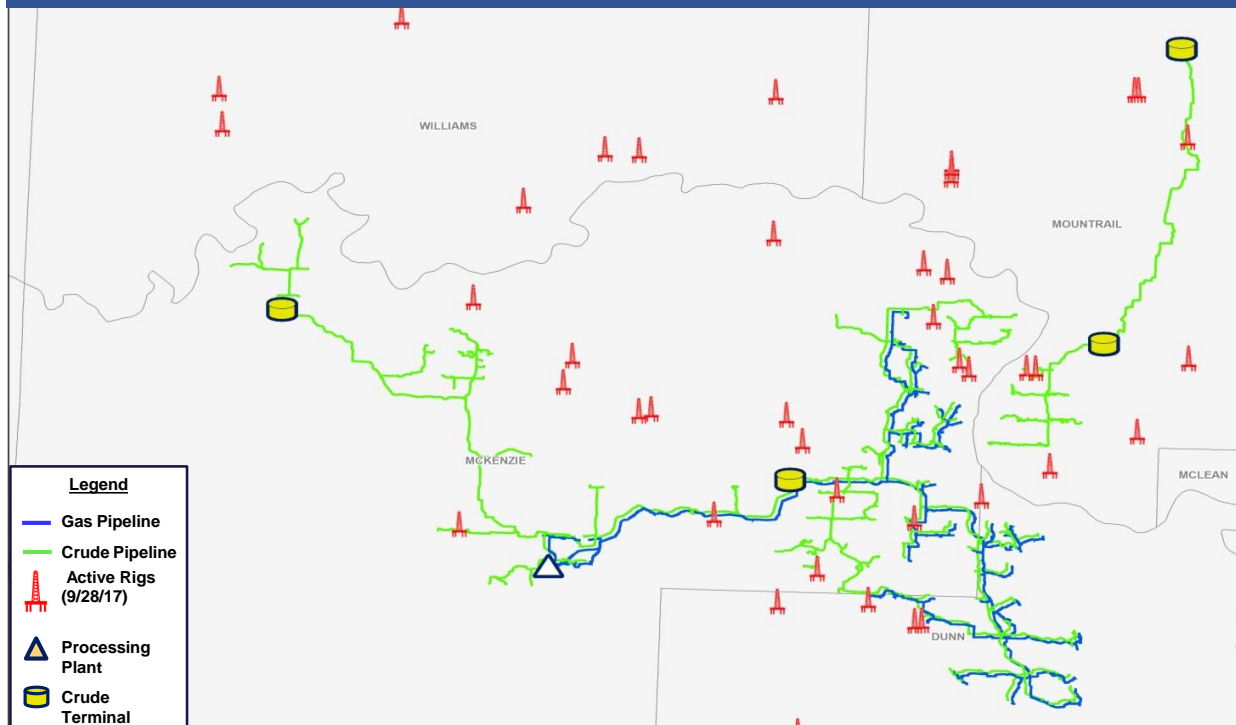 WILLIAMS
MOUNTRAIL
MCKENZIE
MCLEAN
DUNN
Legend
Gas Pipeline
Crude Pipeline
Active Rigs
(9/28/17)
Processing
Plant
Crude
Terminal